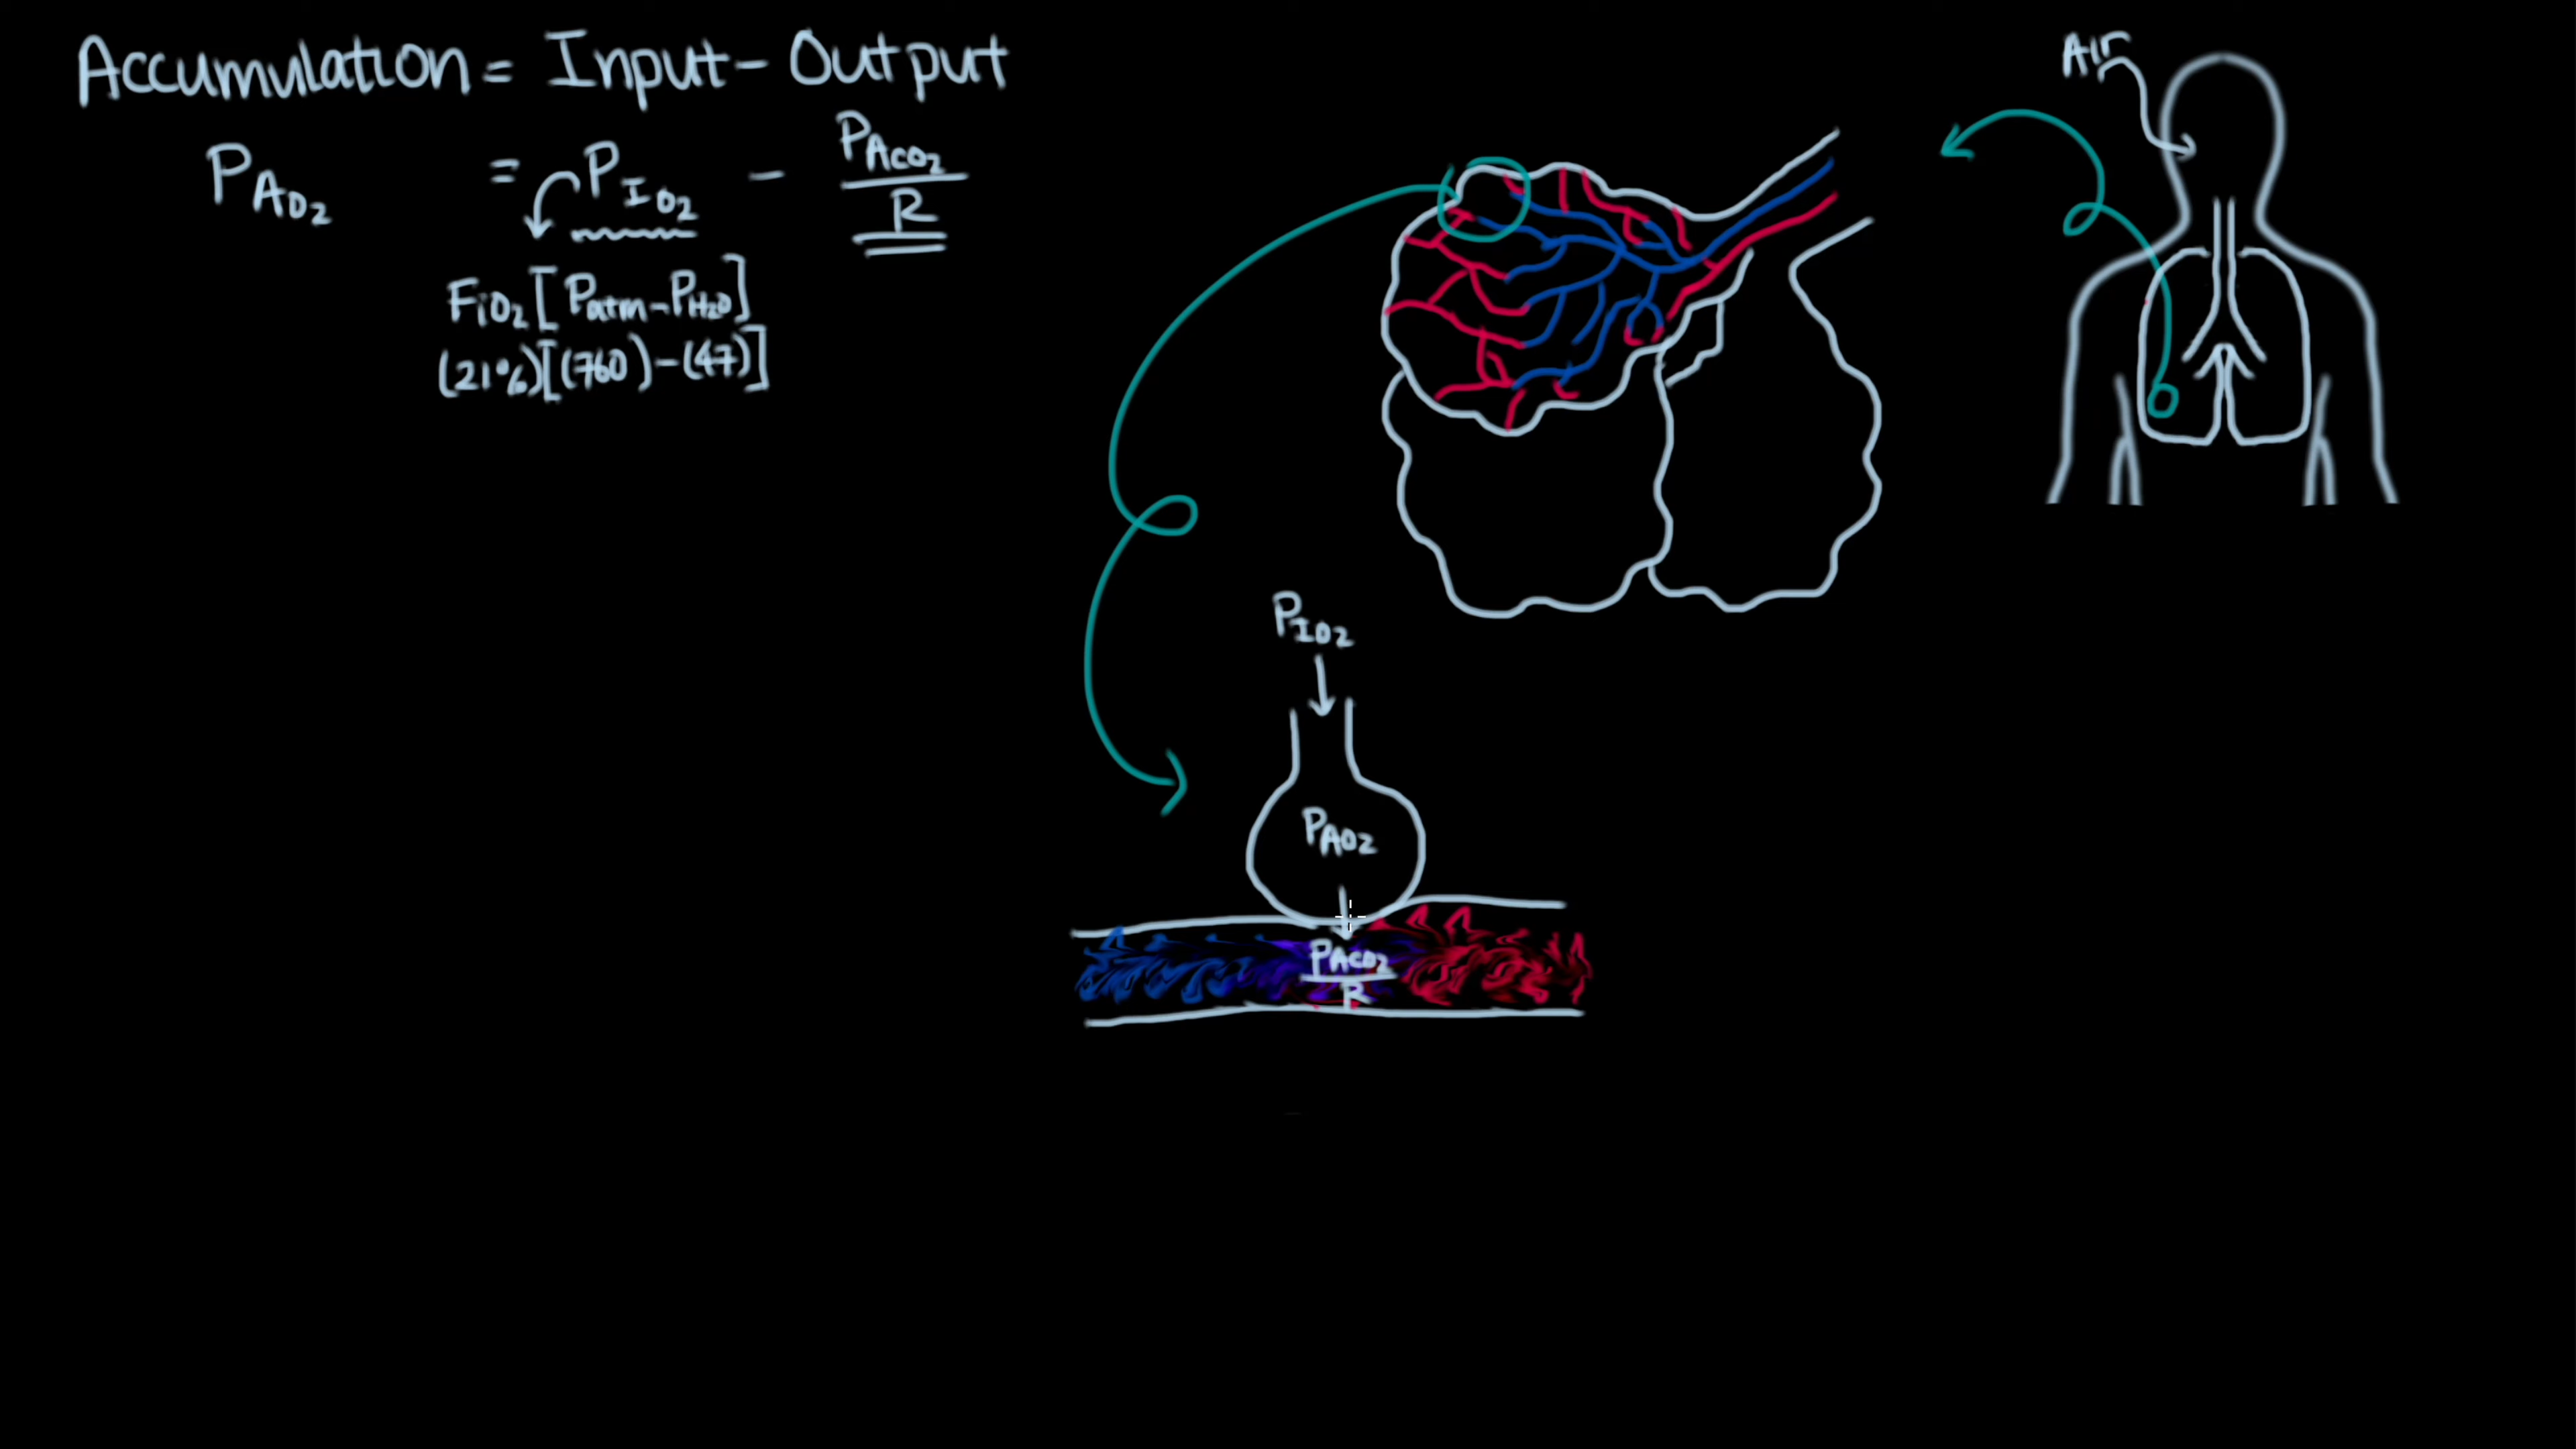 Accumulation = Input - Output
PAO2 = PIO2 - PACO2/R
FiO2[Patm-PH2O]
(21%)[(760)-(47)]
Air
PIO2
PAO2
PACO2/R